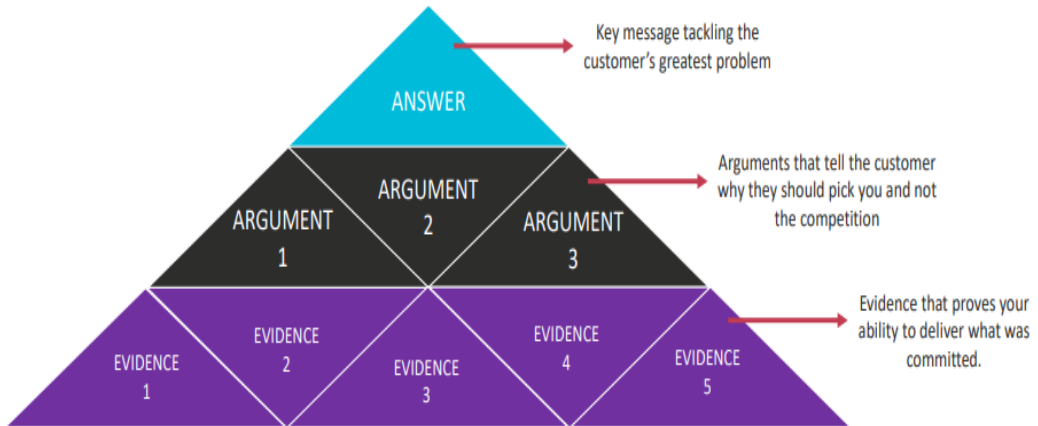 Key message tackling the
customer's greatest problem
ANSWER
Arguments that tell the customer
why they should pick you and not
the competition
ARGUMENT
1
ARGUMENT
2
ARGUMENT
3
Evidence that proves your
ability to deliver what was
committed.
EVIDENCE
1
EVIDENCE
2
EVIDENCE
3
EVIDENCE
4
EVIDENCE
5